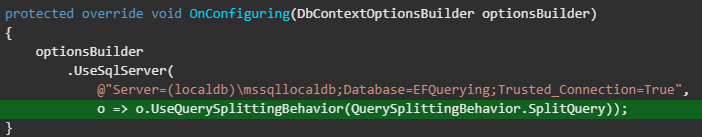 protected override void OnConfiguring(DbContextOptionsBuilder optionsBuilder)
{
    optionsBuilder
        .UseSqlServer(
            @"Server=(localdb)\mssqllocaldb;Database=EFQuerying;Trusted_Connection=True",
            o => o.UseQuerySplittingBehavior(QuerySplittingBehavior.SplitQuery));
}